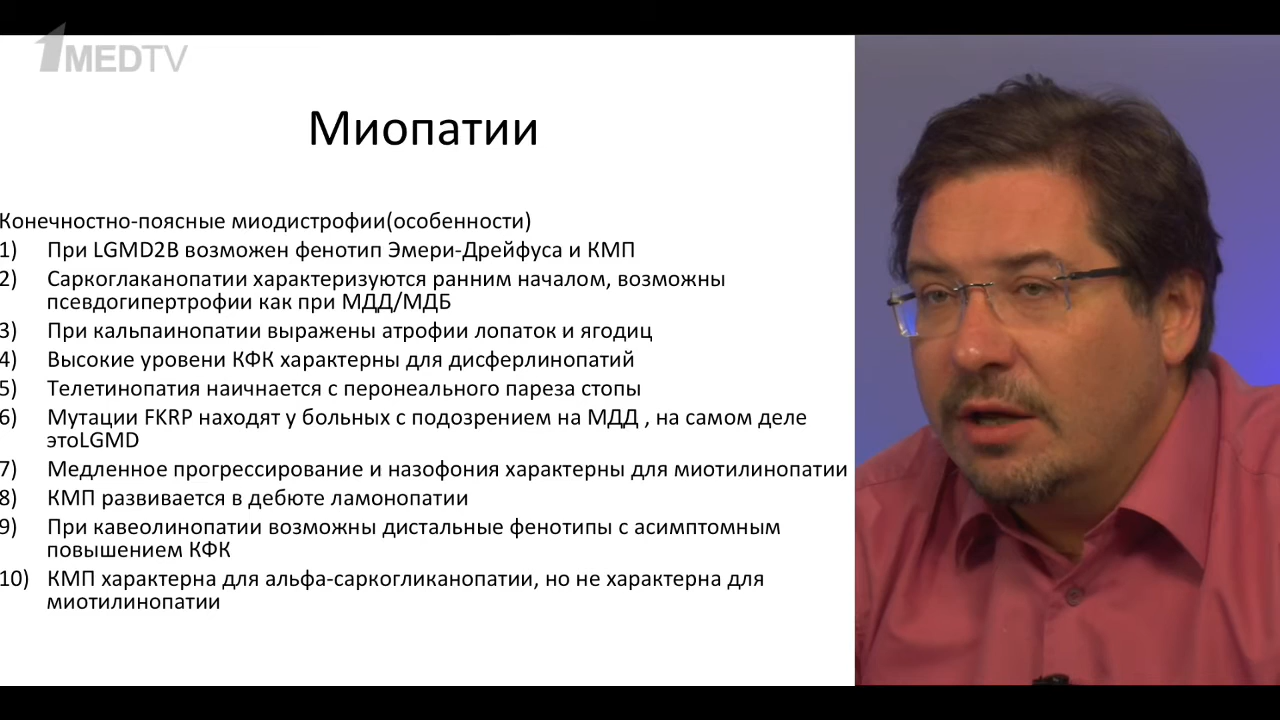 1MEDTV
Миопатии
Конечностно-поясные миодистрофии(особенности)
1) При LGMD2B возможен фенотип Эмери-Дрейфуса и КМП
2) Саркоглаканопатии характеризуются ранним началом, возможны
псевдогипертрофии как при МДД/МДБ
3) При кальпаинопатии выражены атрофии лопаток и ягодиц
4) Высокие уровени КФК характерны для дисферлинопатий
5) Телетинопатия наичнается с перонеального пареза стопы
6) Мутации FKRP находят у больных с подозрением на МДД , на самом деле
этоLGMD
7) Медленное прогрессирование и назофония характерны для миотилинопатии
8) КМП развивается в дебюте ламонопатии
9) При кавеолинопатии возможны дистальные фенотипы с асимптомным
повышением КФК
10) КМП характерна для альфа-саркогликанопатии, но не характерна для
миотилинопатии